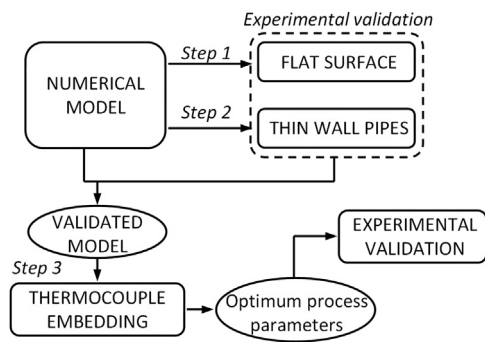 Experimental validation
Step 1
FLAT SURFACE
NUMERICAL
MODEL
Step 2
THIN WALL PIPES
VALIDATED
MODEL
EXPERIMENTAL
VALIDATION
Step 3
THERMOCOUPLE
EMBEDDING
Optimum process
parameters